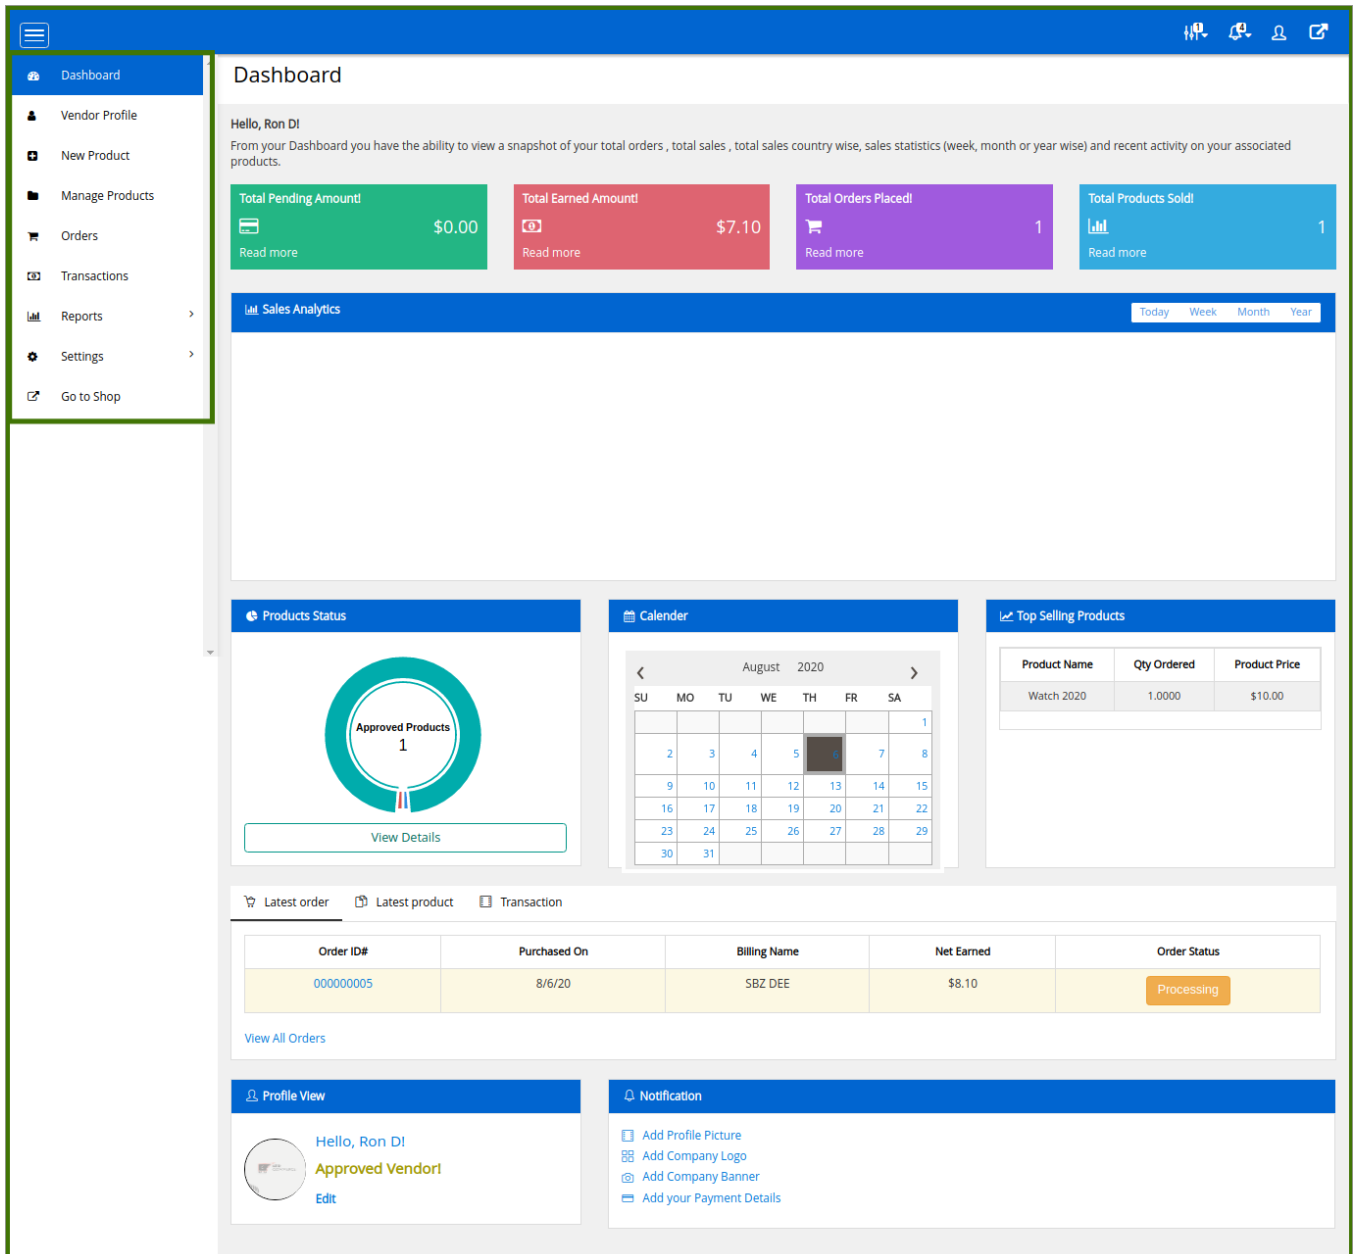 1
4
Dashboard
Vendor Profile
New Product
Manage Products
Orders
Transactions
Reports
Settings
Go to Shop
Dashboard
Hello, Ron D!
From your Dashboard you have the ability to view a snapshot of your total orders , total sales , total sales country wise, sales statistics (week, month or year wise) and recent activity on your associated
products.
Total Pending Amount!
$0.00
Read more
Total Earned Amount!
$7.10
Read more
Total Orders Placed!
1
Read more
Total Products Sold!
1
Read more
Sales Analytics
Today Week Month Year
Products Status
Approved Products
1
View Details
Calender
August 2020
SU MO TU WE TH FR SA
1
2 3 4 5 6 7 8
9 10 11 12 13 14 15
16 17 18 19 20 21 22
23 24 25 26 27 28 29
30 31
Top Selling Products
Product Name Qty Ordered Product Price
Watch 2020 1.0000 $10.00
Latest order Latest product Transaction
Order ID# Purchased On Billing Name Net Earned Order Status
000000005 8/6/20 SBZ DEE $8.10 Processing
View All Orders
Profile View
Hello, Ron D!
Approved Vendor!
Edit
Notification
Add Profile Picture
Add Company Logo
Add Company Banner
Add your Payment Details